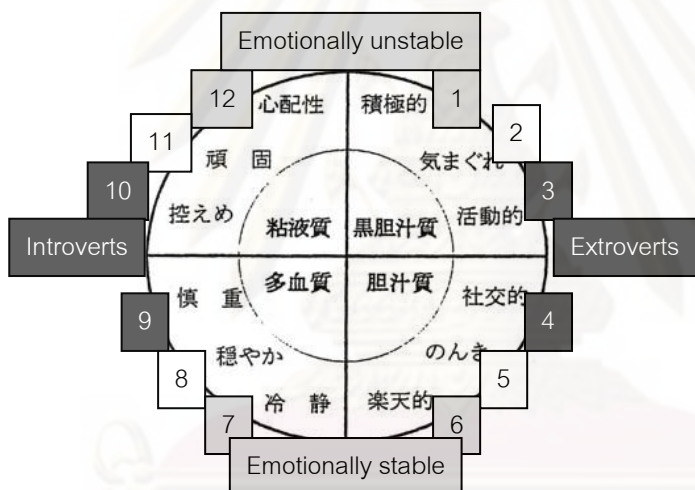 Emotionally unstable
12
心配性
積極的
1
11
頑 固
気まぐれ
2
10
控えめ
活動的
3
粘液質
黒胆汁質
Introverts
Extroverts
多血質
胆汁質
9
慎 重
社交的
4
8
穏やか
のんき
5
7
冷 静
楽天的
6
Emotionally stable